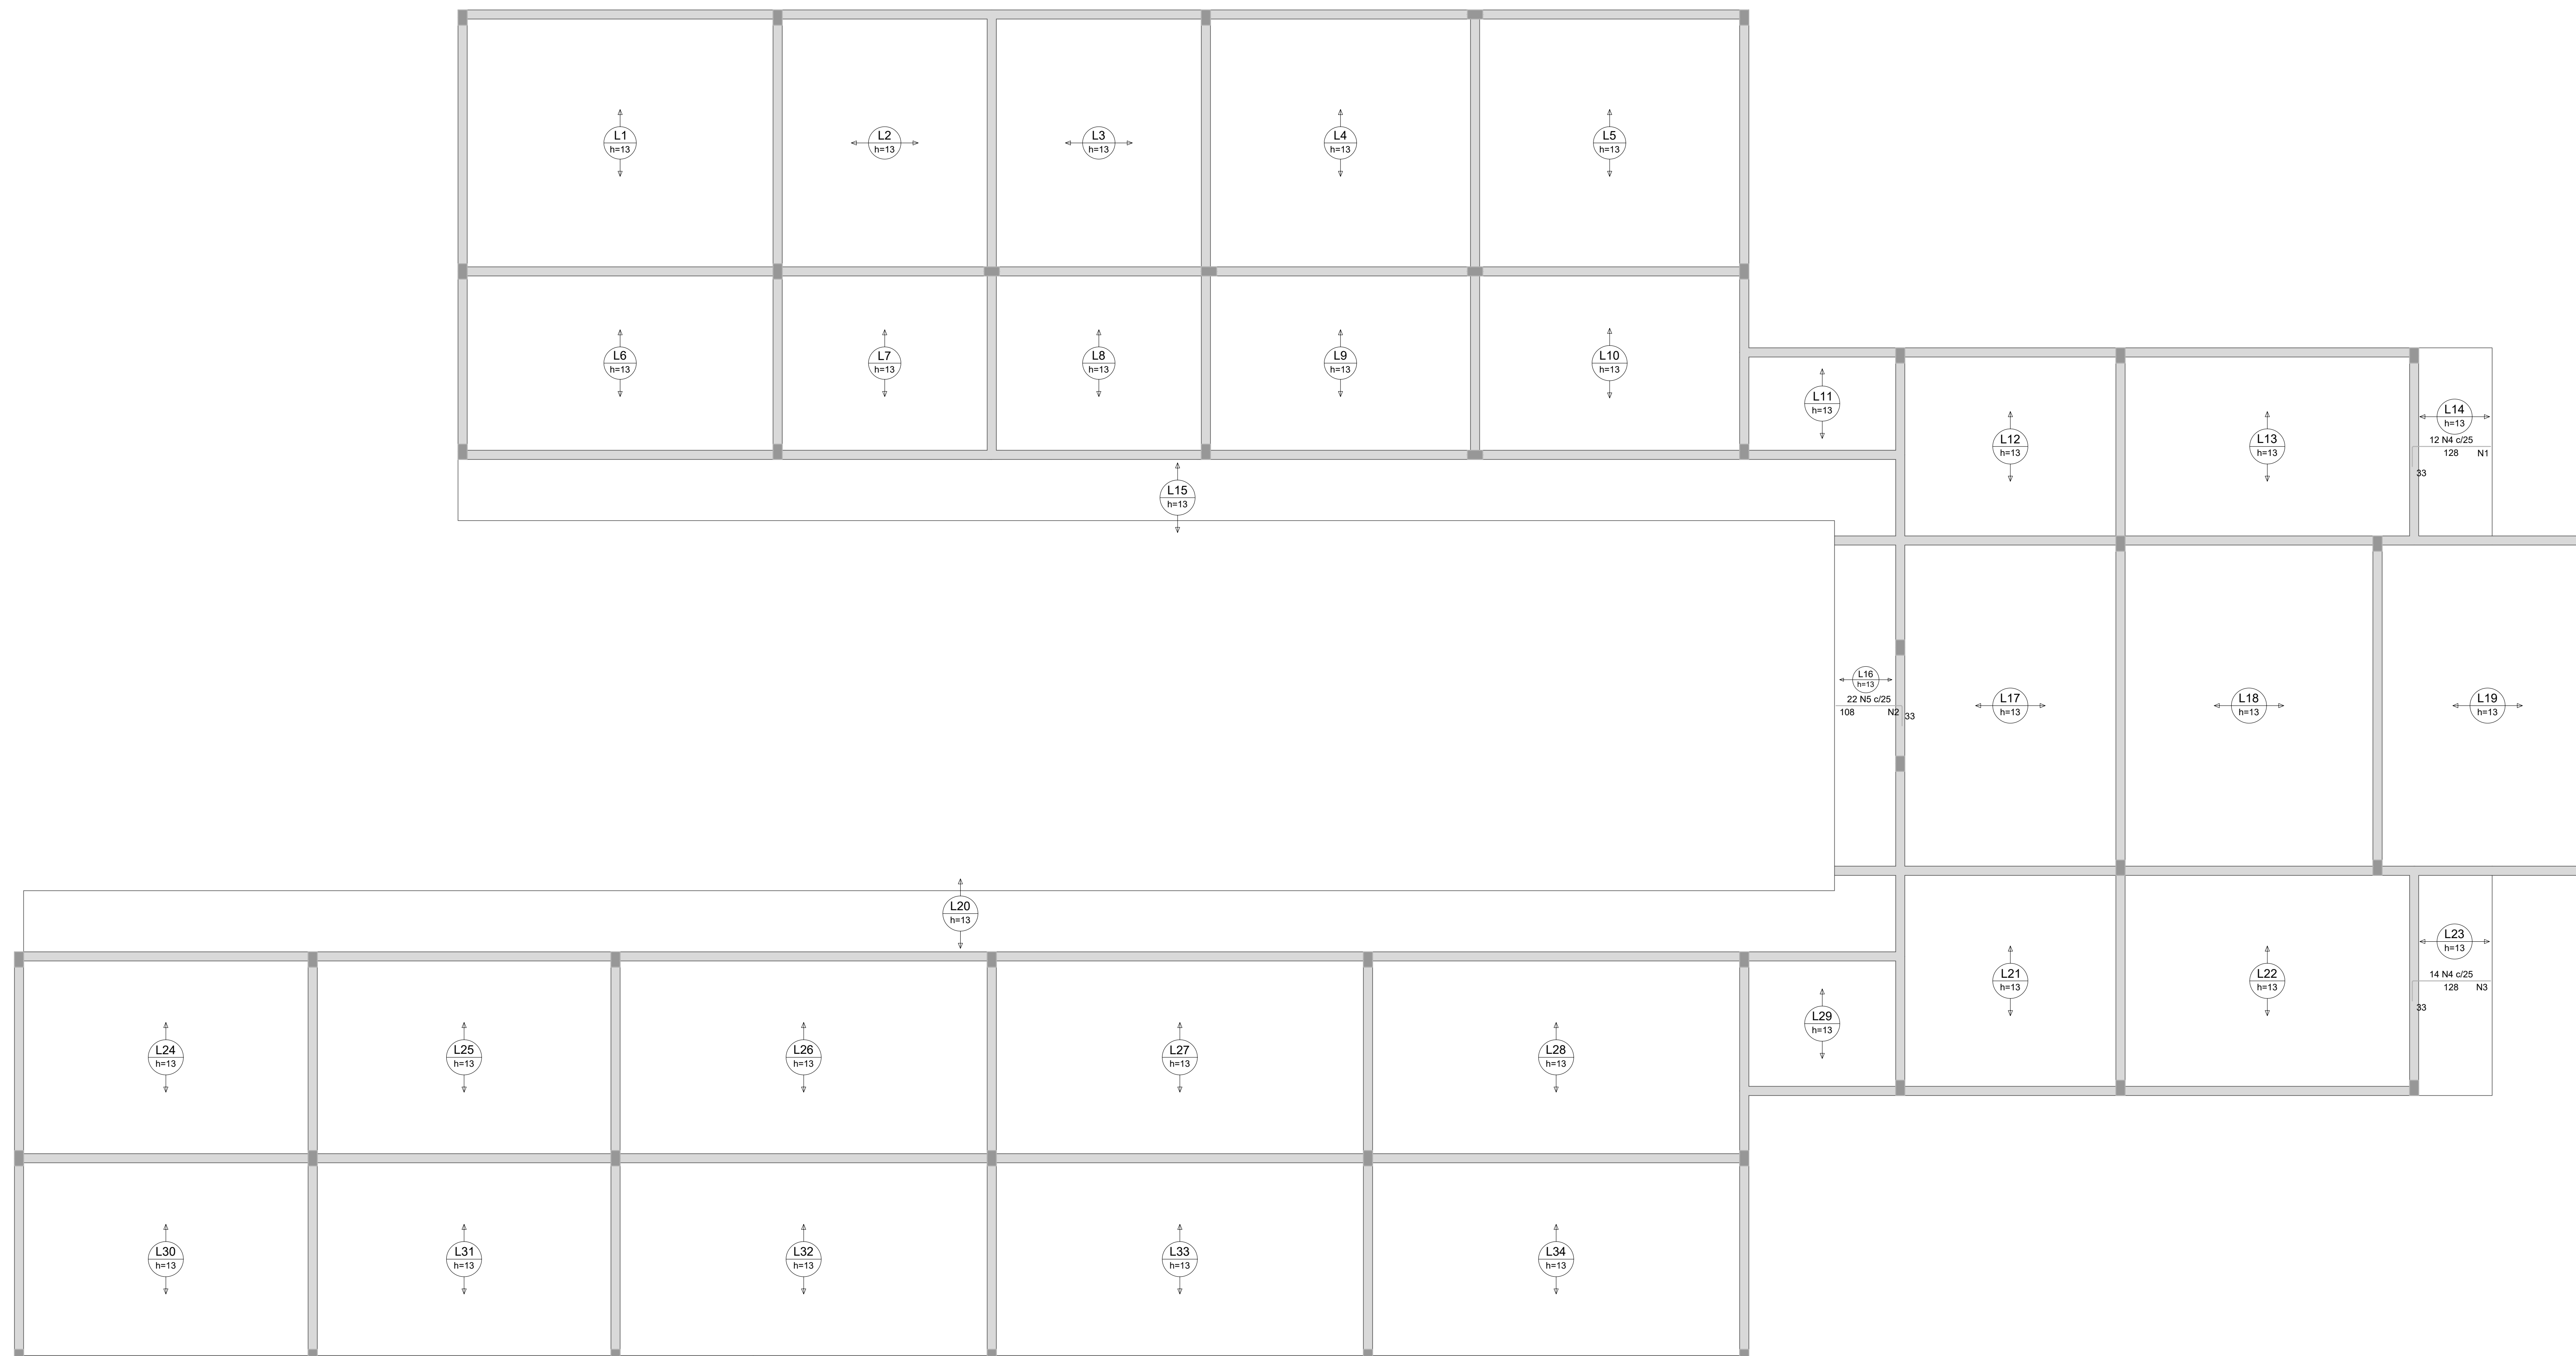 L1
h=13
L2
h=13
L3
h=13
L4
h=13
L5
h=13
L6
h=13
L7
h=13
L8
h=13
L9
h=13
L10
h=13
L11
h=13
L12
h=13
L13
h=13
L14
h=13
12 N4 c/25
128 N1
33
L15
h=13
L16
h=13
22 N5 c/25
108 N2
33
L17
h=13
L18
h=13
L19
h=13
L20
h=13
L21
h=13
L22
h=13
L23
h=13
14 N4 c/25
128 N3
33
L24
h=13
L25
h=13
L26
h=13
L27
h=13
L28
h=13
L29
h=13
L30
h=13
L31
h=13
L32
h=13
L33
h=13
L34
h=13